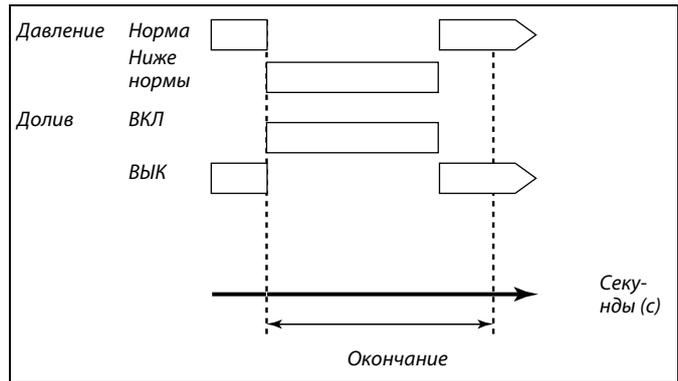 Давление Норма
Ниже
нормы
Долив ВКЛ
ВЫК
Секу-
нды (с)
Окончание